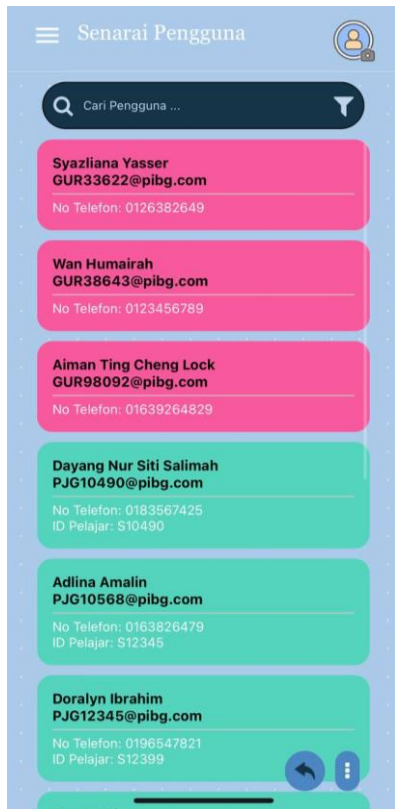 Senarai Pengguna
Cari Pengguna ...
Syazliana Yasser
GUR33622@pibg.com
No Telefon: 0126382649
Wan Humairah
GUR38643@pibg.com
No Telefon: 0123456789
Aiman Ting Cheng Lock
GUR98092@pibg.com
No Telefon: 01639264829
Dayang Nur Siti Salimah
PJG10490@pibg.com
No Telefon: 0183567425
ID Pelajar: S10490
Adlina Amalin
PJG10568@pibg.com
No Telefon: 0163826479
ID Pelajar: S12345
Doralyn Ibrahim
PJG12345@pibg.com
No Telefon: 0196547821
ID Pelajar: S12399